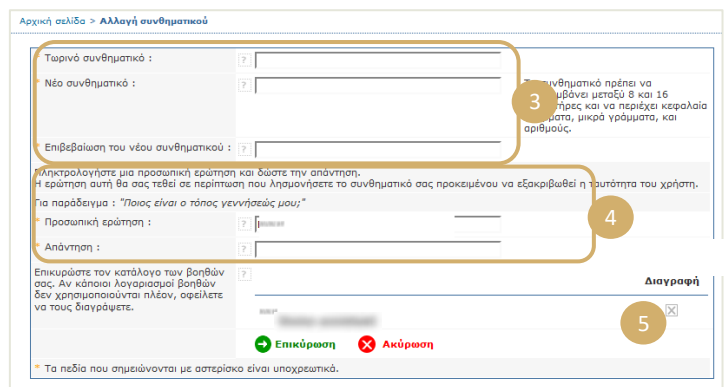 Αρχική σελίδα > Αλλαγή συνθηματικού
* Τωρινό συνθηματικό : ?
* Νέο συνθηματικό : ?
συνθηματικό πρέπει να
μεταξύ 8 και 16
και να περιέχει κεφαλαία
μικρά γράμματα, και
αριθμούς.
3
* Επιβεβαίωση του νέου συνθηματικού : ?
Πληκτρολογήστε μια προσωπική ερώτηση και δώστε την απάντηση.
Η ερώτηση αυτή θα σας τεθεί σε περίπτωση που λησμονήσετε το συνθηματικό σας προκειμένου να εξακριβωθεί η ταυτότητα του χρήστη.
Για παράδειγμα : "Ποιος είναι ο τόπος γεννήσεώς μου;"
4
* Προσωπική ερώτηση : ?
* Απάντηση : ?
Επικυρώστε τον κατάλογο των βοηθών ?
σας. Αν κάποιοι λογαριασμοί βοηθών
δεν χρησιμοποιούνται πλέον, οφείλετε
να τους διαγράψετε.
Διαγραφή
5
Επικύρωση Ακύρωση
* Τα πεδία που σημειώνονται με αστερίσκο είναι υποχρεωτικά.